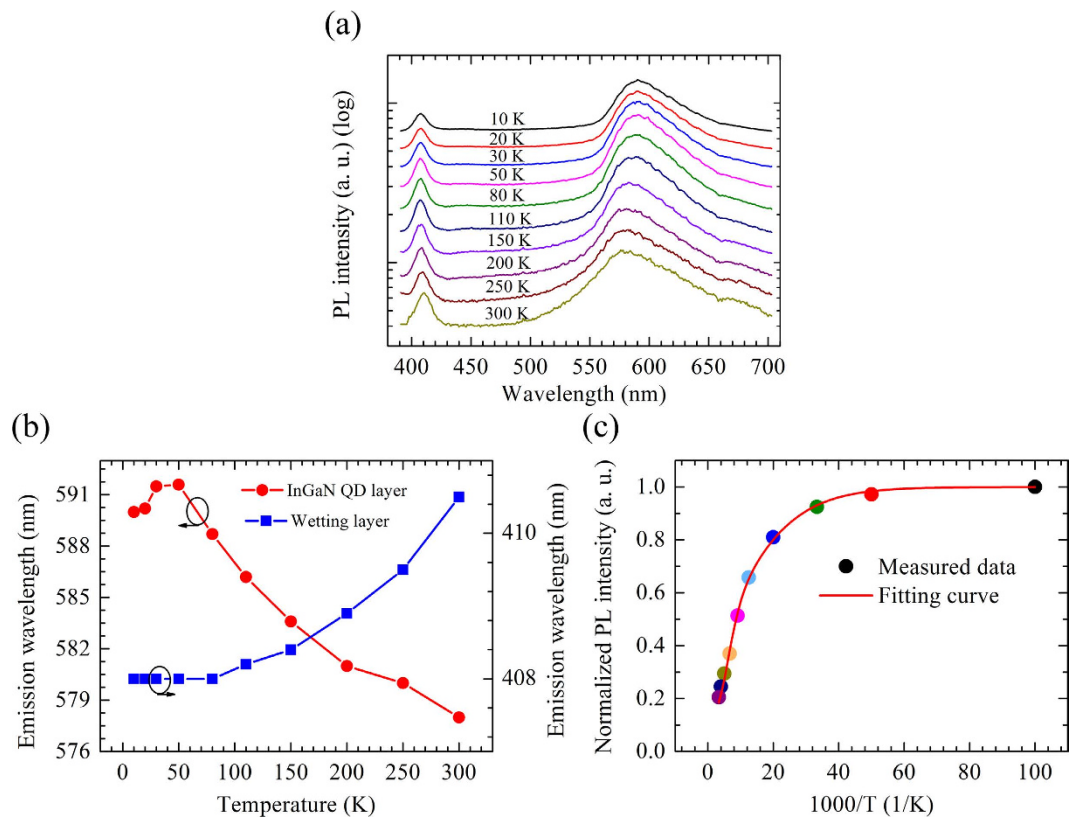 (a)
PL intensity (a. u.) (log)
10 K
20 K
30 K
50 K
80 K
110 K
150 K
200 K
250 K
300 K
400 450 500 550 600 650 700
Wavelength (nm)
(b)
Emission wavelength (nm)
591
588
585
582
579
576
InGaN QD layer
Wetting layer
410
408
Emission wavelength (nm)
0 50 100 150 200 250 300
Temperature (K)
(c)
Normalized PL intensity (a. u.)
1.0
0.8
0.6
0.4
0.2
0.0
Measured data
Fitting curve
0 20 40 60 80 100
1000/T (1/K)